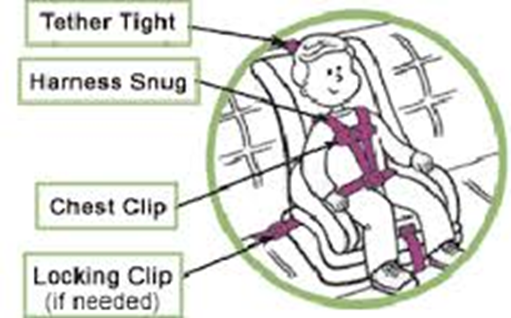 Tether Tight
Harness Snug
Chest Clip
Locking Clip
(if needed)